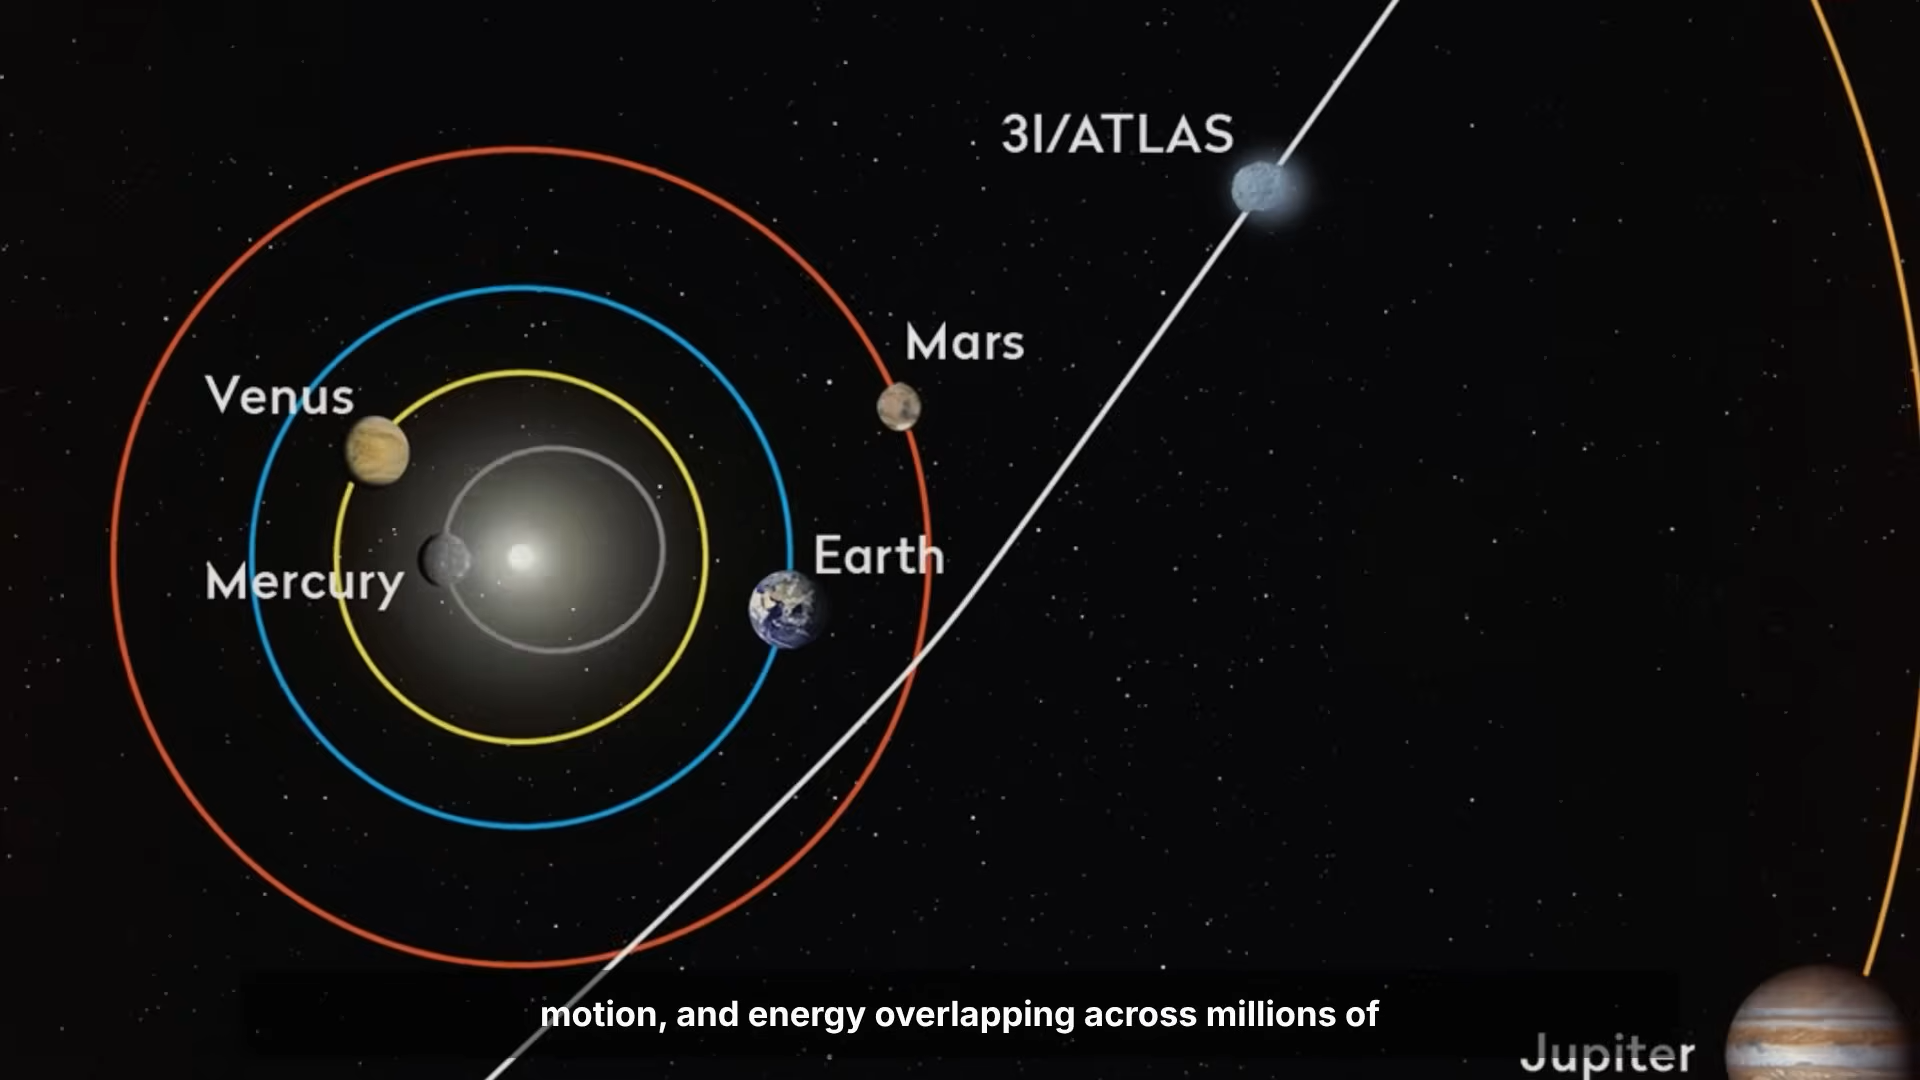 3I/ATLAS
Mars
Venus
Earth
Mercury
motion, and energy overlapping across millions of
Jupiter